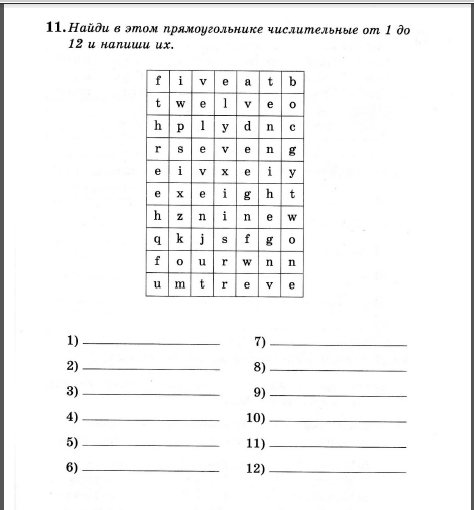 11. Найди в этом прямоугольнике числительные от 1 до
12 и напиши их.
f i v e a t b
t w e l v e o
h p l y d n c
r s e v e n g
e i v x e i y
e x e i g h t
h z n i n e w
q k j s f g o
f o u r w n n
u m t r e v e
1) 7)
2) 8)
3) 9)
4) 10)
5) 11)
6) 12)